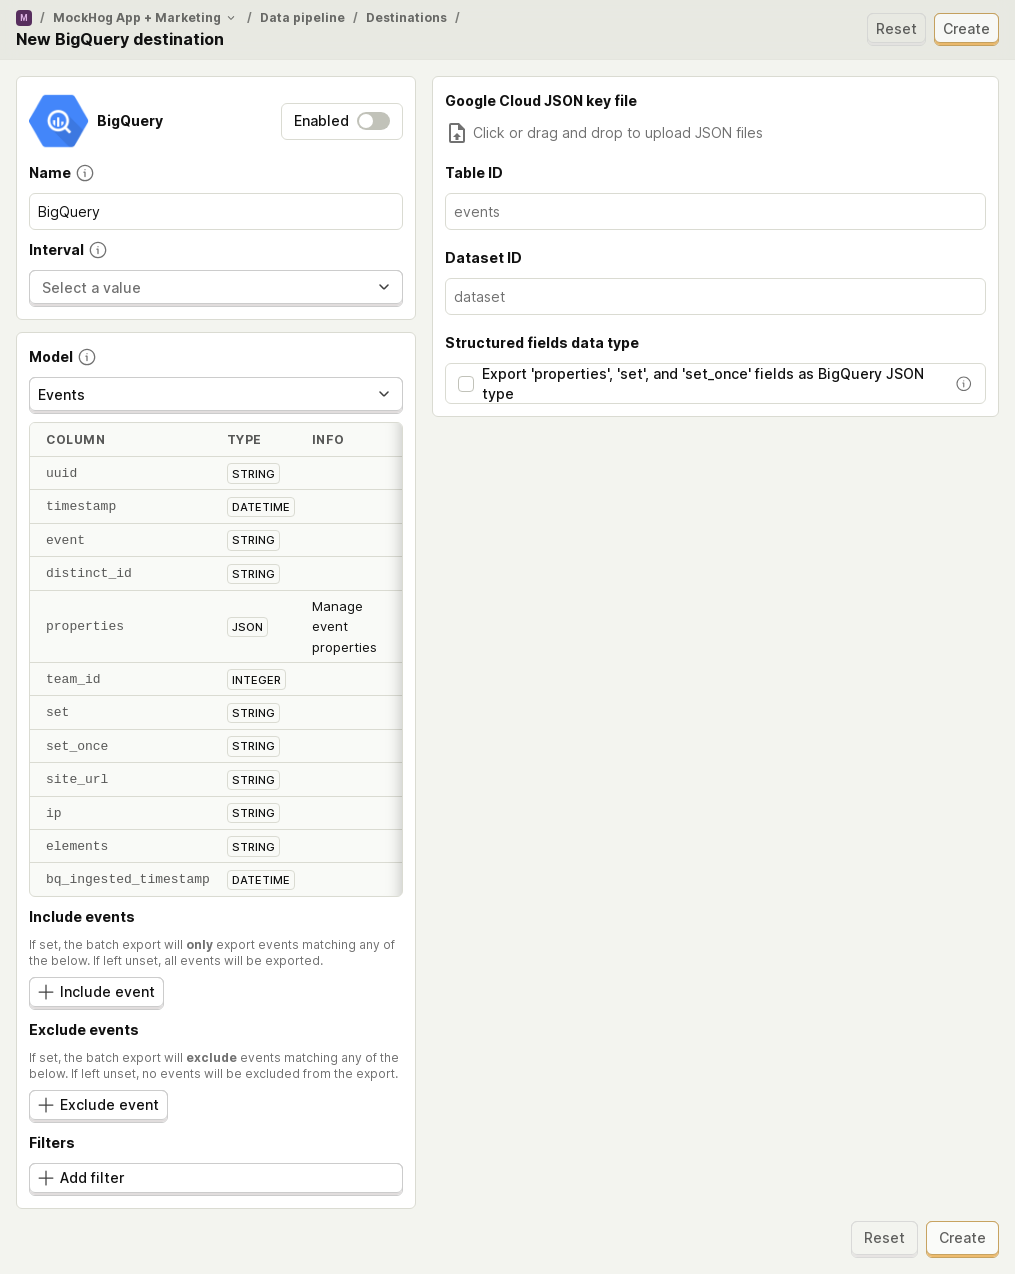 M / MockHog App + Marketing / Data pipeline / Destinations /
New BigQuery destination
Reset
Create
BigQuery
Enabled
Name
BigQuery
Interval
Select a value
Model
Events
COLUMN TYPE INFO
uuid STRING
timestamp DATETIME
event STRING
distinct_id STRING
properties JSON
Manage
event
properties
team_id INTEGER
set STRING
set_once STRING
site_url STRING
ip STRING
elements STRING
bq_ingested_timestamp DATETIME
Include events
If set, the batch export will only export events matching any of
the below. If left unset, all events will be exported.
Include event
Exclude events
If set, the batch export will exclude events matching any of the
below. If left unset, no events will be excluded from the export.
Exclude event
Filters
Add filter
Google Cloud JSON key file
Click or drag and drop to upload JSON files
Table ID
events
Dataset ID
dataset
Structured fields data type
Export 'properties', 'set', and 'set_once' fields as BigQuery JSON
type
Reset
Create